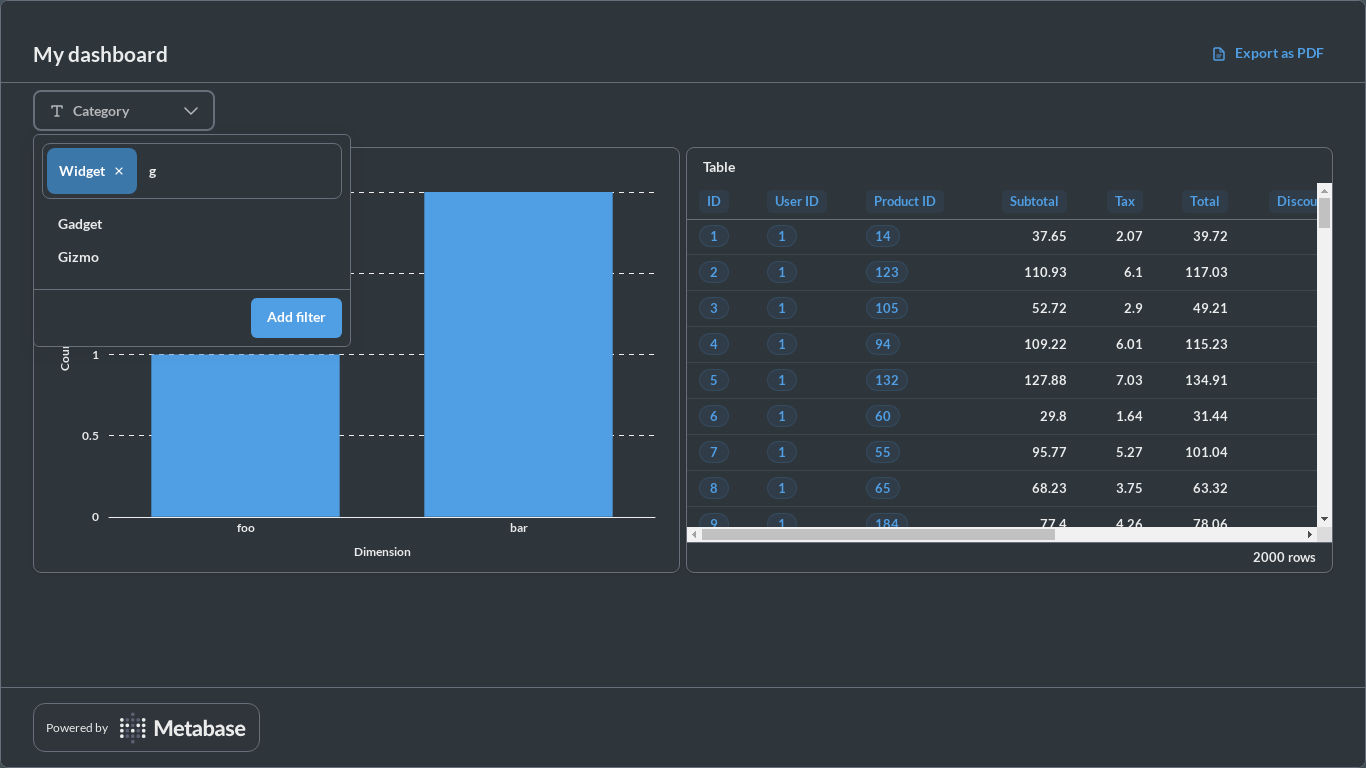 My dashboard
Export as PDF
Category
Widget
g
Gadget
Gizmo
Add filter
1
0.5
0
foo
bar
Dimension
Table
ID User ID Product ID Subtotal Tax Total
1 1 14 37.65 2.07 39.72
2 1 123 110.93 6.1 117.03
3 1 105 52.72 2.9 49.21
4 1 94 109.22 6.01 115.23
5 1 132 127.88 7.03 134.91
6 1 60 29.8 1.64 31.44
7 1 55 95.77 5.27 101.04
8 1 65 68.23 3.75 63.32
9 1 184 77.4 4.26 78.06
2000 rows
Powered by Metabase